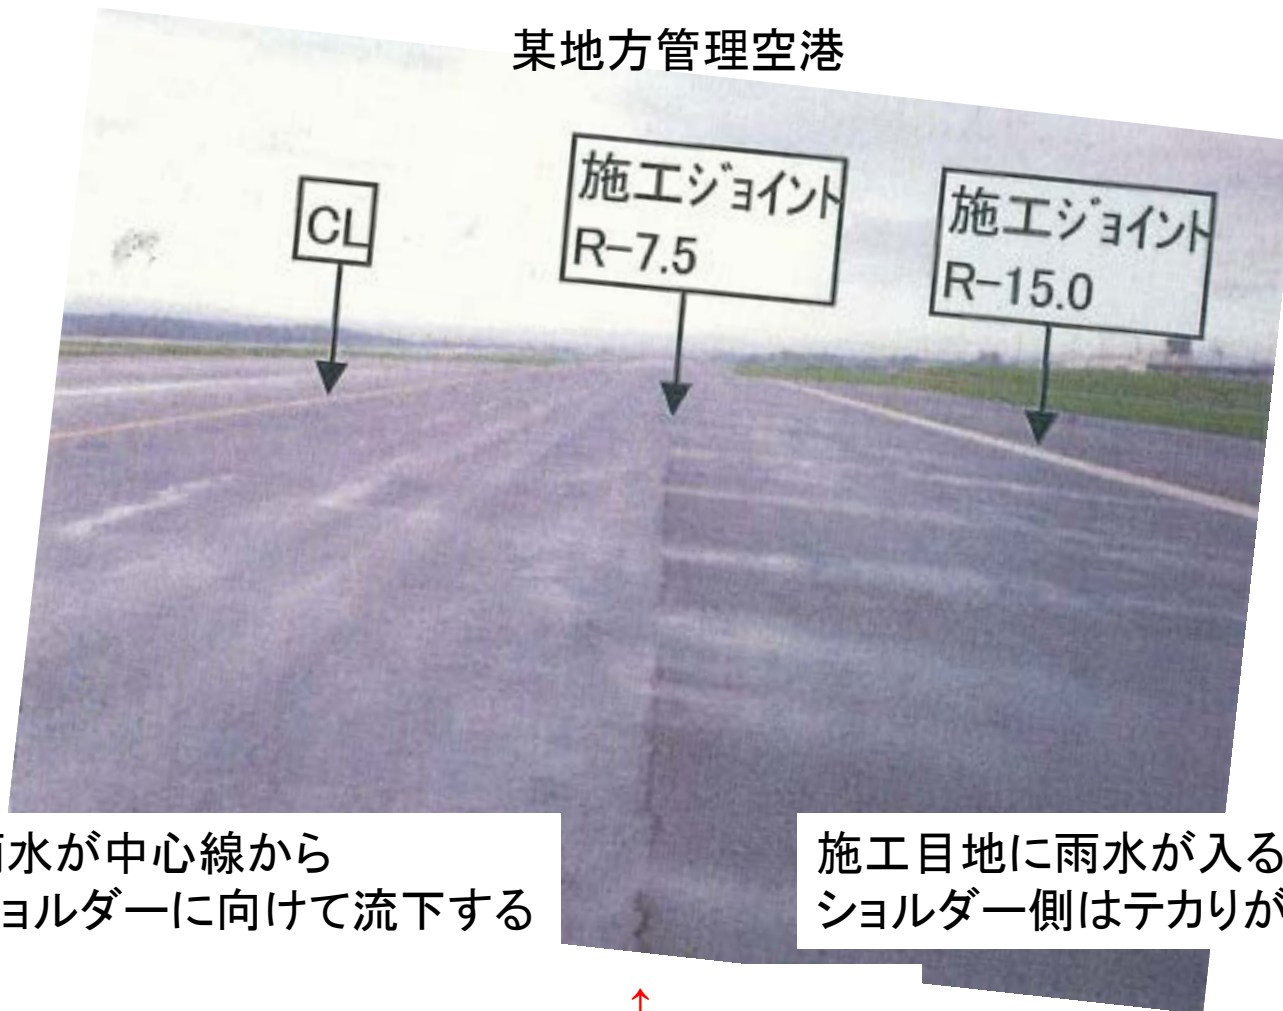 某地方管理空港
CL
施工ジョイント
R-7.5
施工ジョイント
R-15.0
水が中心線から
ョルダーに向けて流下する
施工目地に雨水が入る
ショルダー側はテカりが
↑